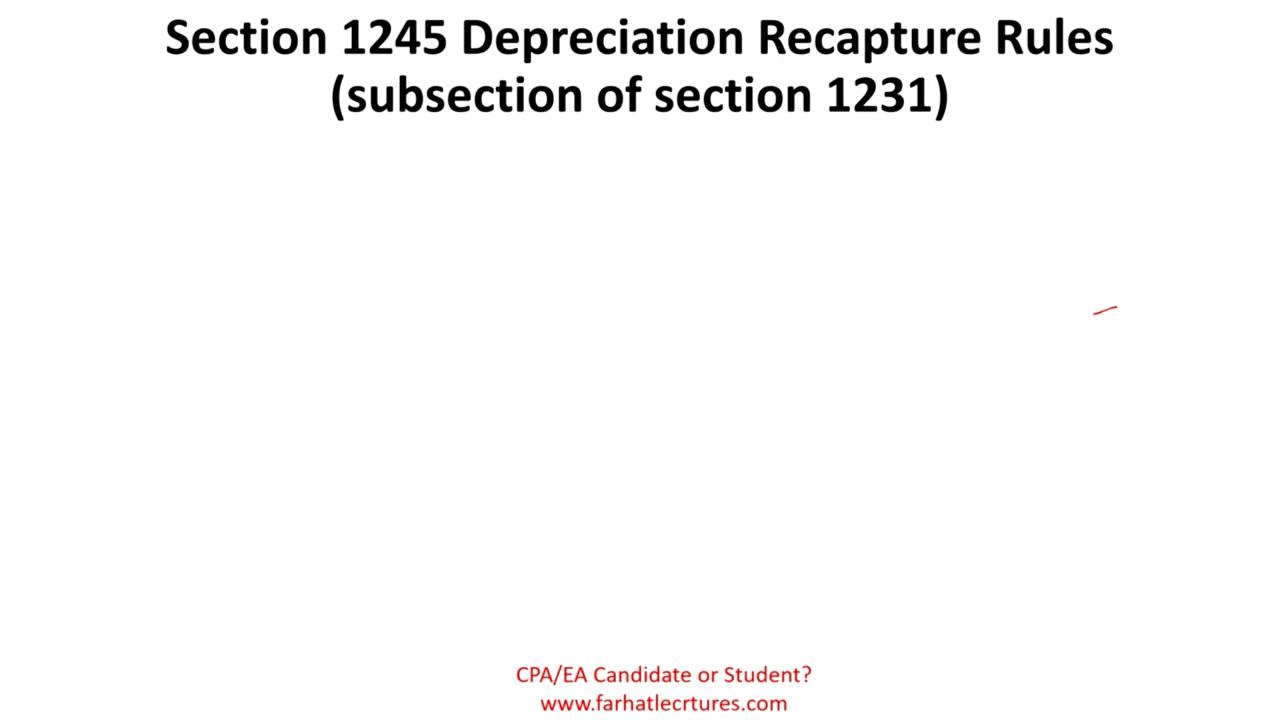 Section 1245 Depreciation Recapture Rules
(subsection of section 1231)
CPA/EA Candidate or Student?
www.farhatlecrtures.com